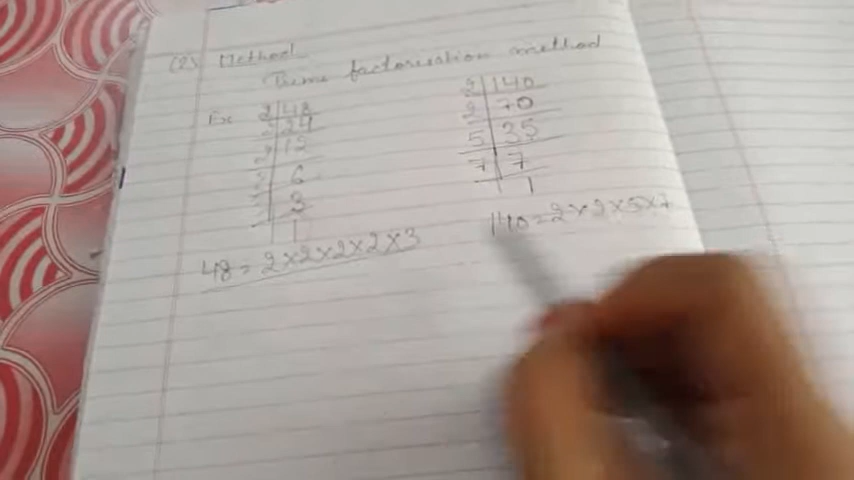 (2) Method
Prime factorisation method
Ex 2 48
2 24
2 12
2 6
3 3
1
48 = 2×2×2×2×3
2 140
2 70
5 35
7 7
1
140 = 2×2×5×7